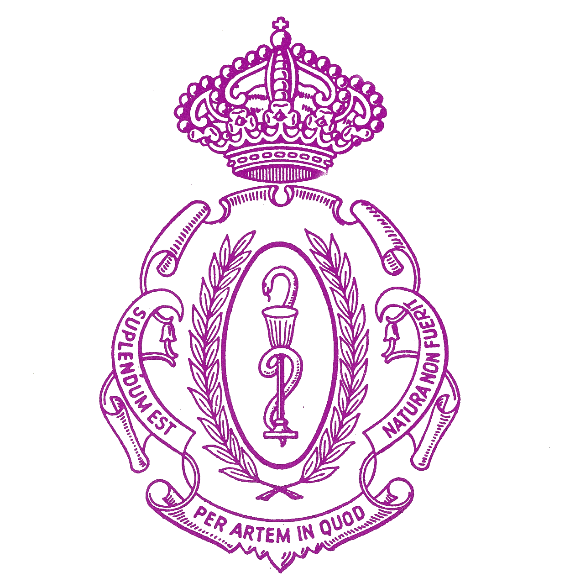 SUPLENDUM EST
PER ARTEM IN QUOD
NATURA NON FUERIT